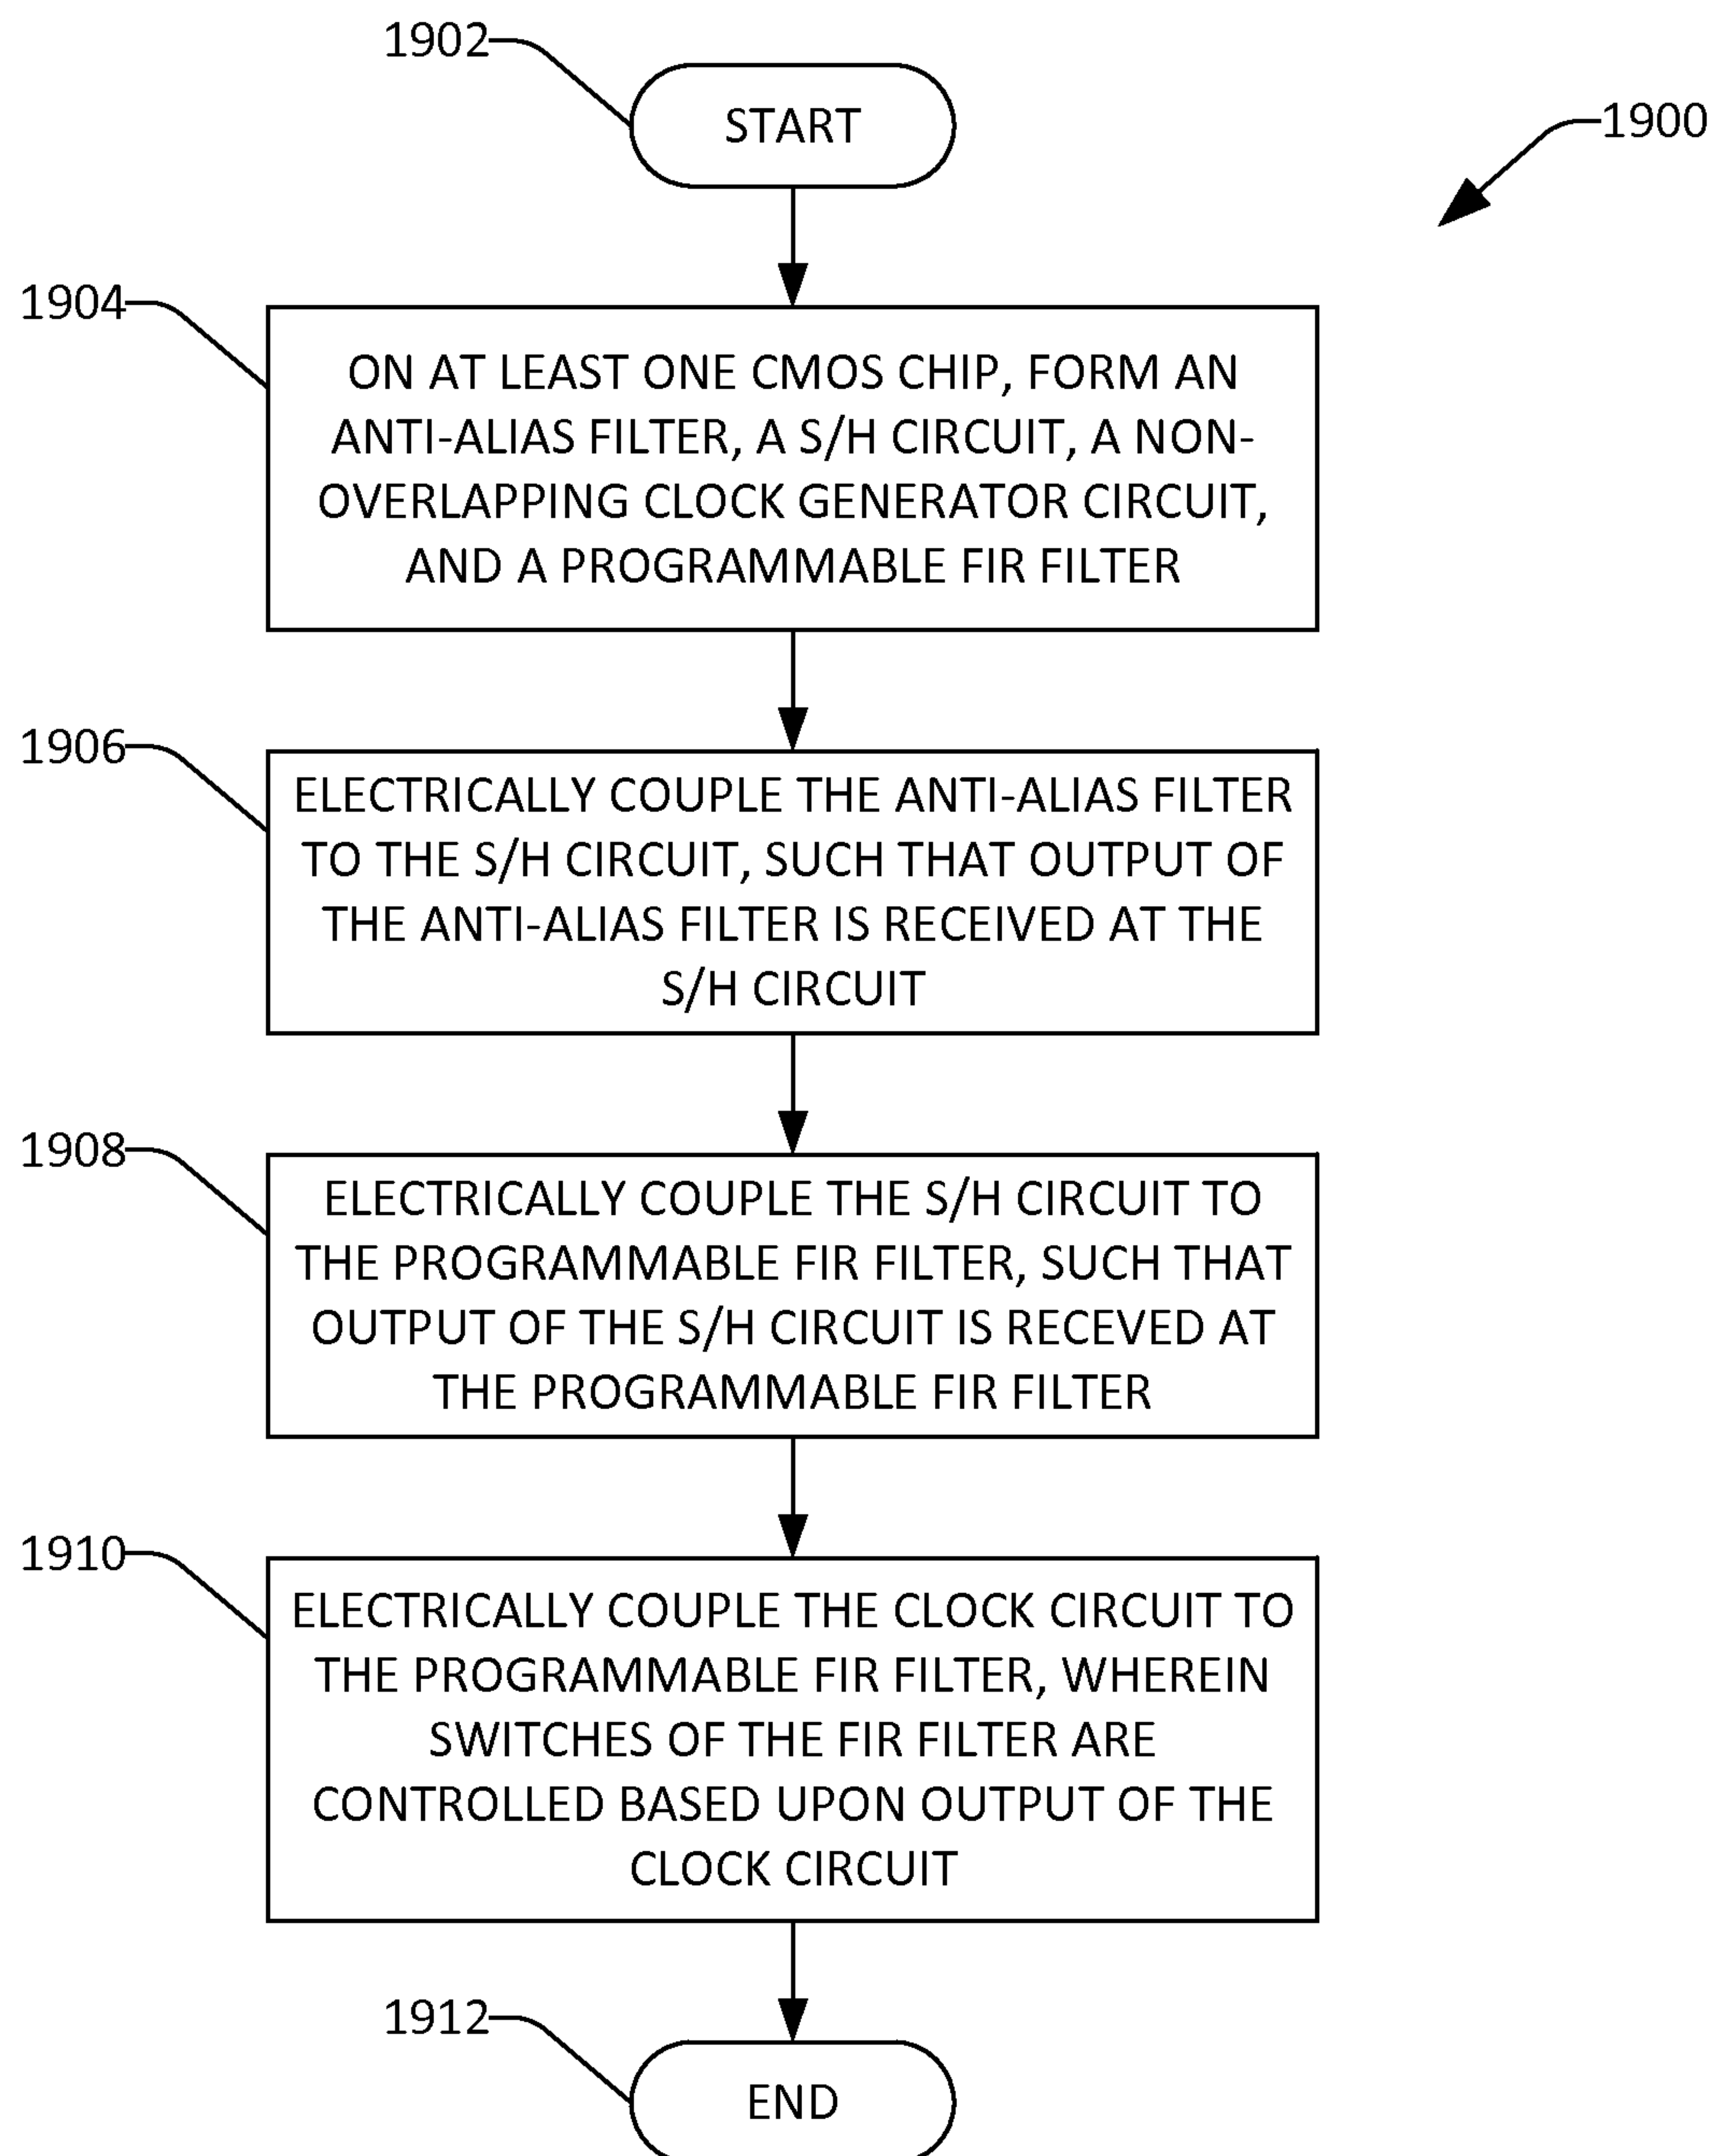 1902
START
1900
1904
ON AT LEAST ONE CMOS CHIP, FORM AN
ANTI-ALIAS FILTER, A S/H CIRCUIT, A NON-
OVERLAPPING CLOCK GENERATOR CIRCUIT,
AND A PROGRAMMABLE FIR FILTER
1906
ELECTRICALLY COUPLE THE ANTI-ALIAS FILTER
TO THE S/H CIRCUIT, SUCH THAT OUTPUT OF
THE ANTI-ALIAS FILTER IS RECEIVED AT THE
S/H CIRCUIT
1908
ELECTRICALLY COUPLE THE S/H CIRCUIT TO
THE PROGRAMMABLE FIR FILTER, SUCH THAT
OUTPUT OF THE S/H CIRCUIT IS RECEVED AT
THE PROGRAMMABLE FIR FILTER
1910
ELECTRICALLY COUPLE THE CLOCK CIRCUIT TO
THE PROGRAMMABLE FIR FILTER, WHEREIN
SWITCHES OF THE FIR FILTER ARE
CONTROLLED BASED UPON OUTPUT OF THE
CLOCK CIRCUIT
1912
END